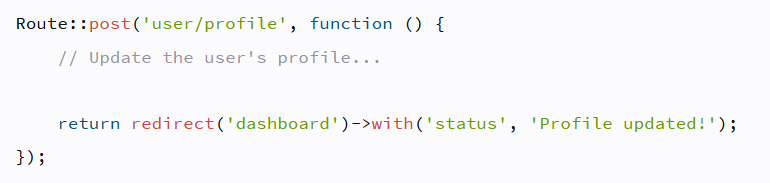 Route::post('user/profile', function () {
    // Update the user's profile...
    return redirect('dashboard')->with('status', 'Profile updated!');
});